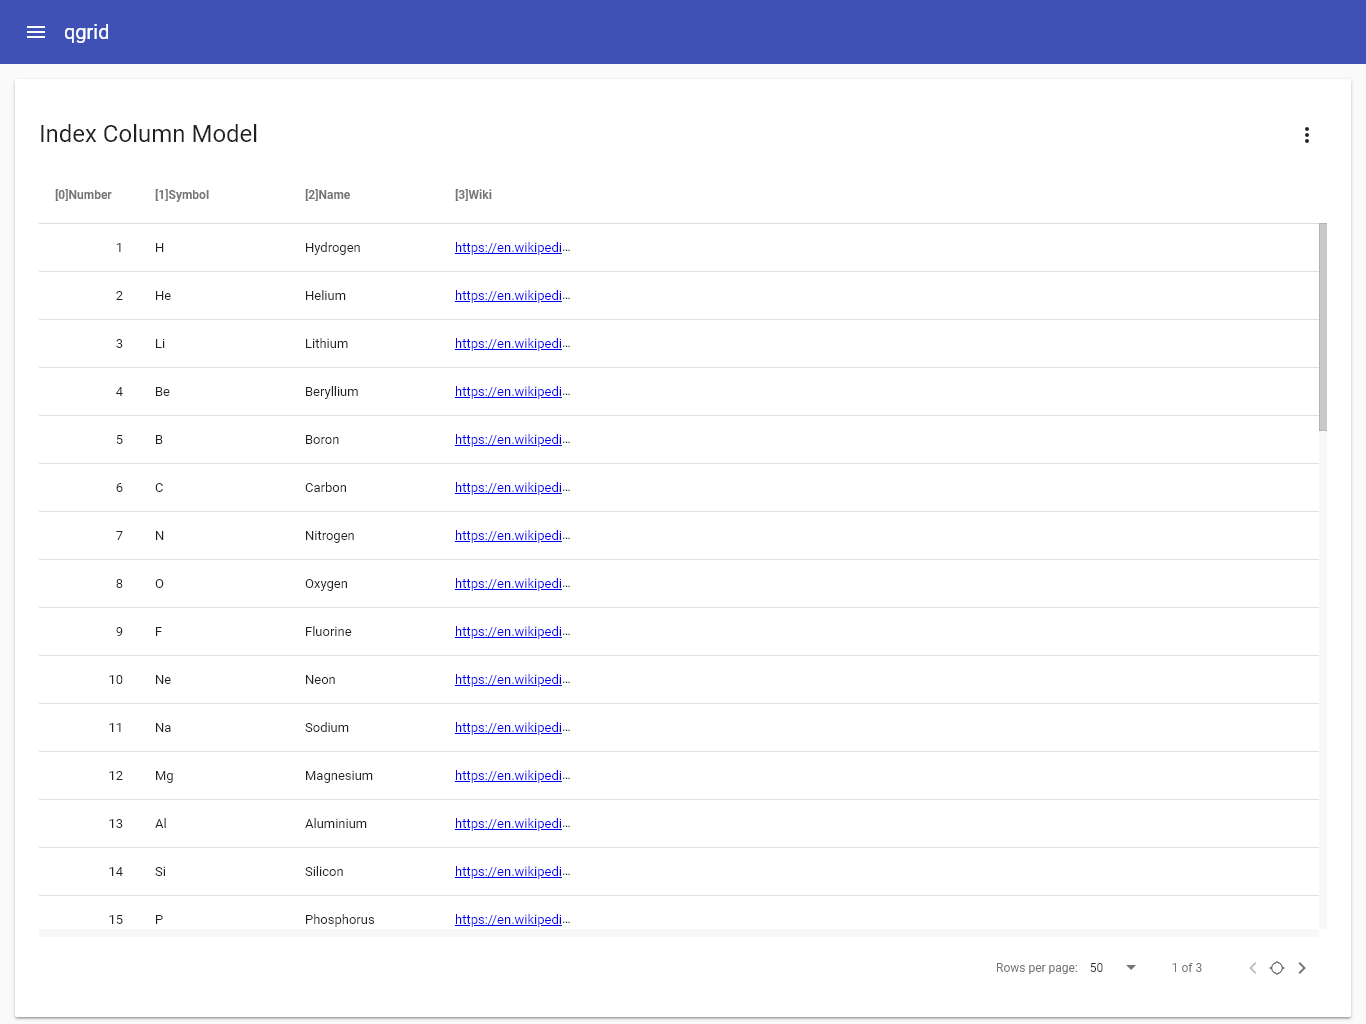 qgrid
Index Column Model
[0]Number [1]Symbol [2]Name [3]Wiki
1 H Hydrogen https://en.wikipedi...
2 He Helium https://en.wikipedi...
3 Li Lithium https://en.wikipedi...
4 Be Beryllium https://en.wikipedi...
5 B Boron https://en.wikipedi...
6 C Carbon https://en.wikipedi...
7 N Nitrogen https://en.wikipedi...
8 O Oxygen https://en.wikipedi...
9 F Fluorine https://en.wikipedi...
10 Ne Neon https://en.wikipedi...
11 Na Sodium https://en.wikipedi...
12 Mg Magnesium https://en.wikipedi...
13 Al Aluminium https://en.wikipedi...
14 Si Silicon https://en.wikipedi...
15 P Phosphorus https://en.wikipedi...
Rows per page: 50 1 of 3